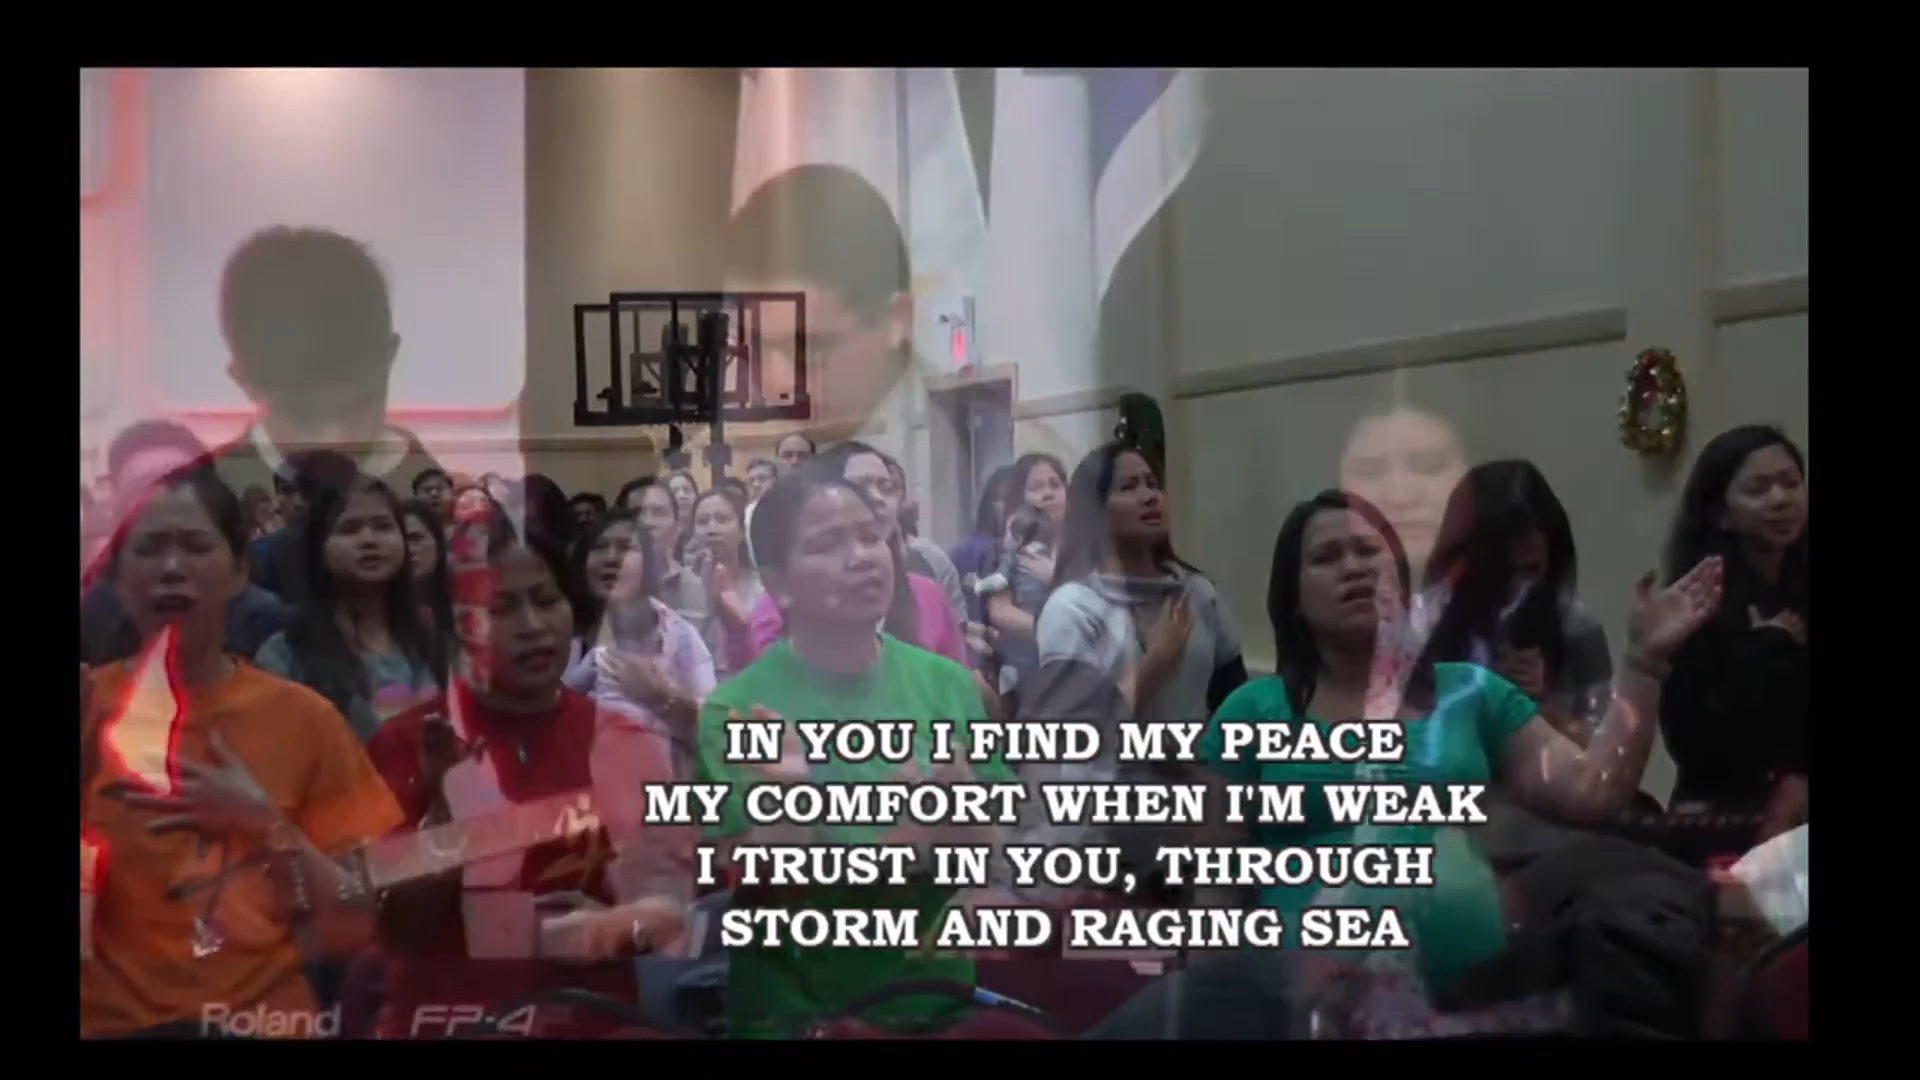 IN YOU I FIND MY PEACE
MY COMFORT WHEN I'M WEAK
I TRUST IN YOU, THROUGH
STORM AND RAGING SEA
Roland FP-4